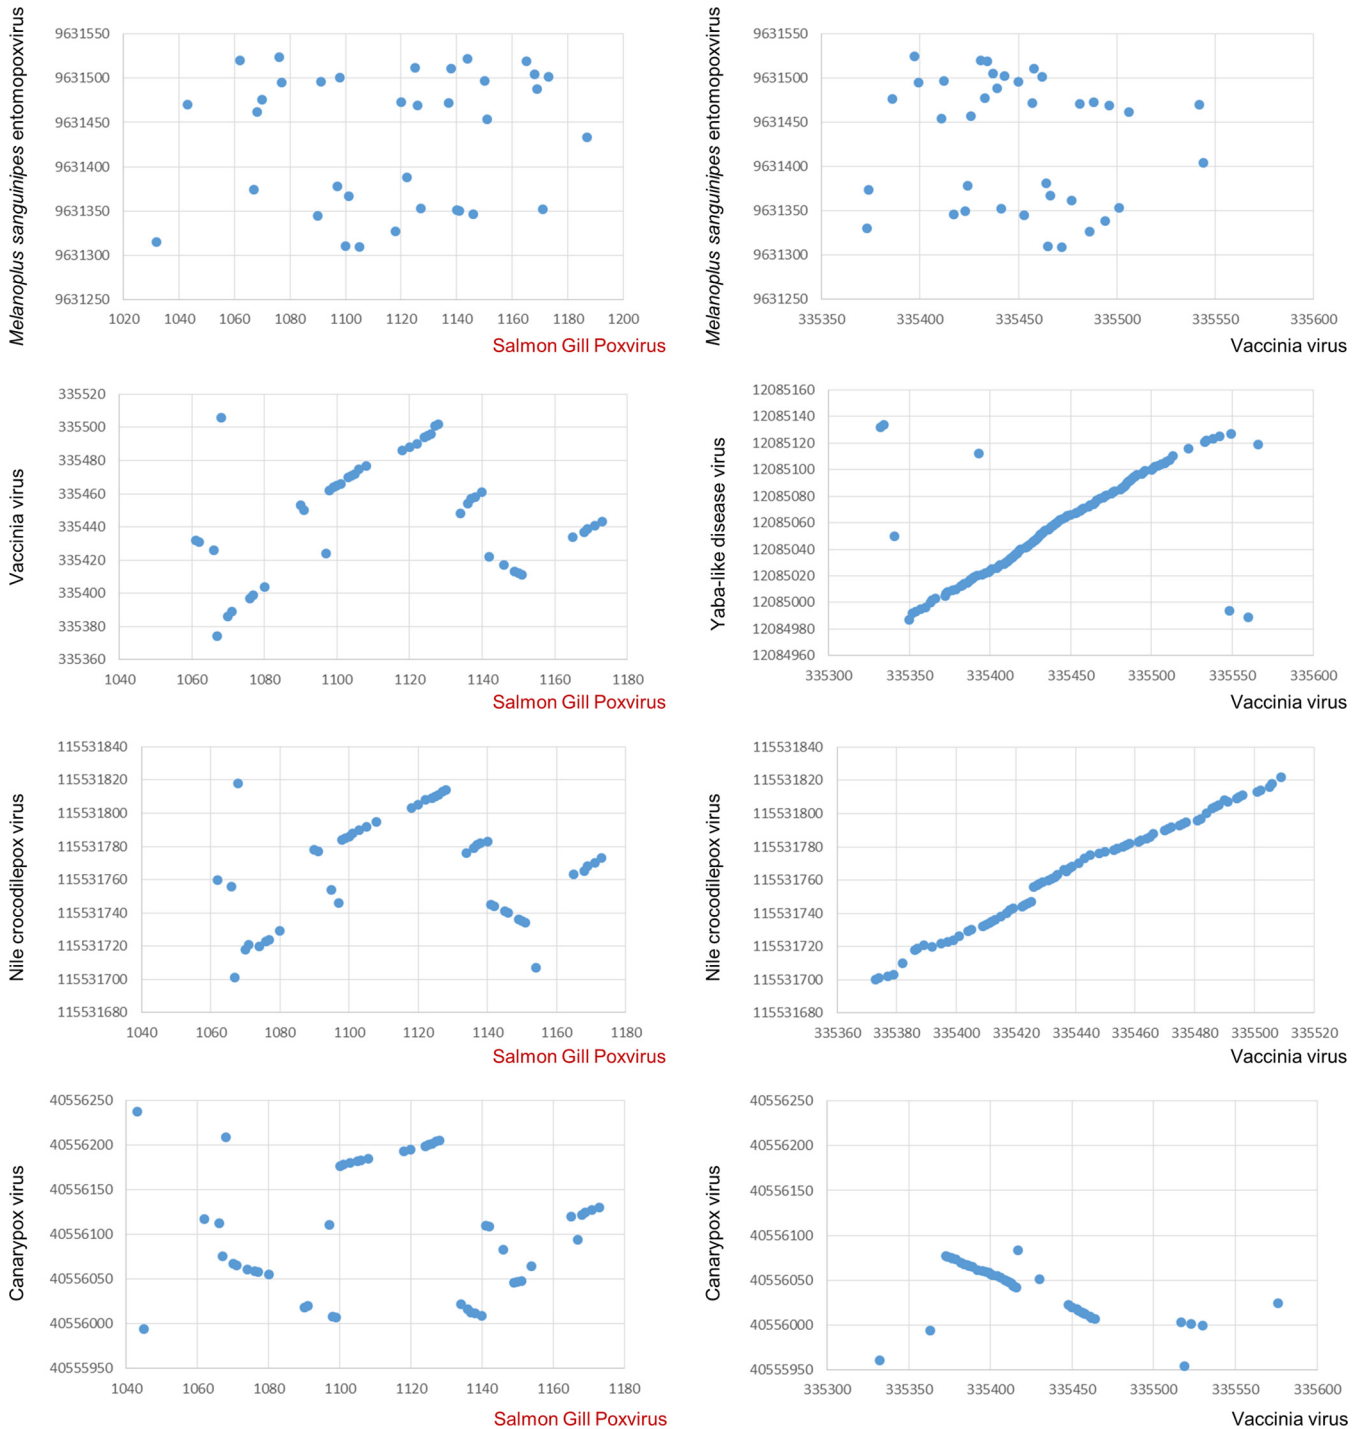 Melanoplus sanguinipes entomopoxvirus
9631550
9631500
9631450
9631400
9631350
9631300
9631250
1020 1040 1060 1080 1100 1120 1140 1160 1180 1200
Salmon Gill Poxvirus
Melanoplus sanguinipes entomopoxvirus
9631550
9631500
9631450
9631400
9631350
9631300
9631250
335350 335400 335450 335500 335550 335600
Vaccinia virus
Vaccinia virus
335520
335500
335480
335460
335440
335420
335400
335380
335360
1040 1060 1080 1100 1120 1140 1160 1180
Salmon Gill Poxvirus
Yaba-like disease virus
12085160
12085140
12085120
12085100
12085080
12085060
12085040
12085020
12085000
12084980
12084960
335300 335350 335400 335450 335500 335550 335600
Vaccinia virus
Nile crocodilepox virus
115531840
115531820
115531800
115531780
115531760
115531740
115531720
115531700
115531680
1040 1060 1080 1100 1120 1140 1160 1180
Salmon Gill Poxvirus
Nile crocodilepox virus
115531840
115531820
115531800
115531780
115531760
115531740
115531720
115531700
115531680
335360 335380 335400 335420 335440 335460 335480 335500 335520
Vaccinia virus
Canarypox virus
40556250
40556200
40556150
40556100
40556050
40556000
40555950
1040 1060 1080 1100 1120 1140 1160 1180
Salmon Gill Poxvirus
Canarypox virus
40556250
40556200
40556150
40556100
40556050
40556000
40555950
335300 335350 335400 335450 335500 335550 335600
Vaccinia virus